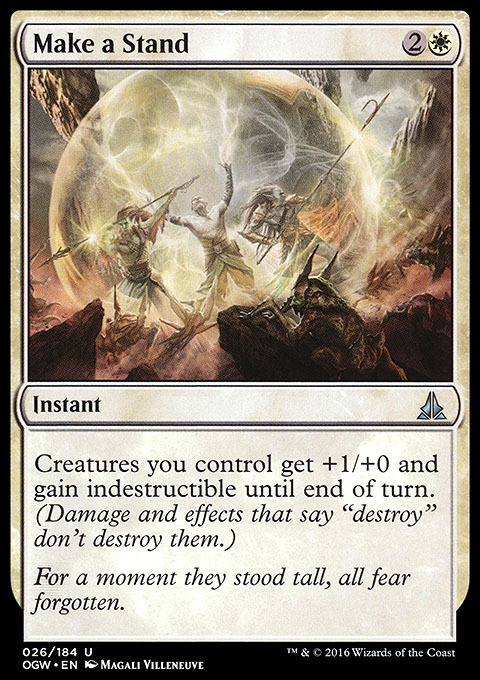 Make a Stand 2
Instant
Creatures you control get +1/+0 and
gain indestructible until end of turn.
(Damage and effects that say “destroy”
don’t destroy them.)
For a moment they stood tall, all fear
forgotten.
026/184 U
OGW • EN Magali Villeneuve
™ & © 2016 Wizards of the Coast